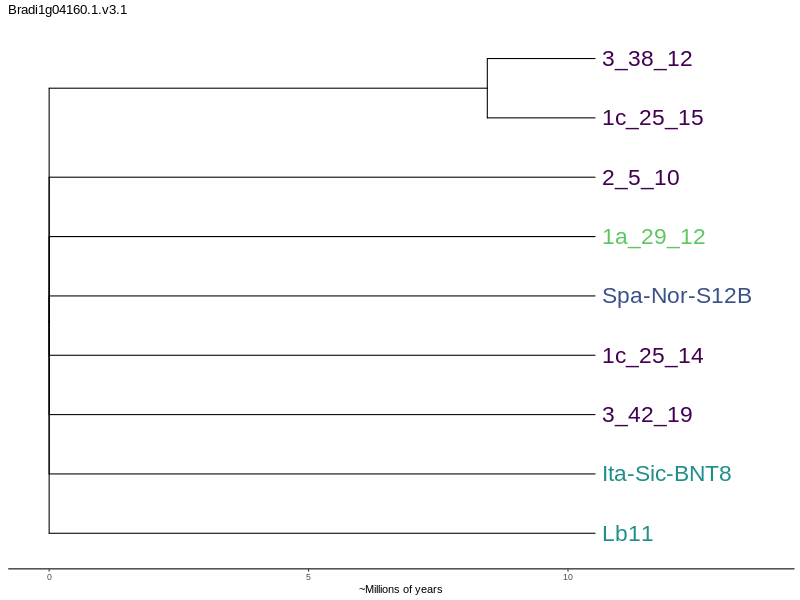 Bradi1g04160.1.v3.1
3_38_12
1c_25_15
2_5_10
1a_29_12
Spa-Nor-S12B
1c_25_14
3_42_19
Ita-Sic-BNT8
Lb11
0 5 10
~Millions of years